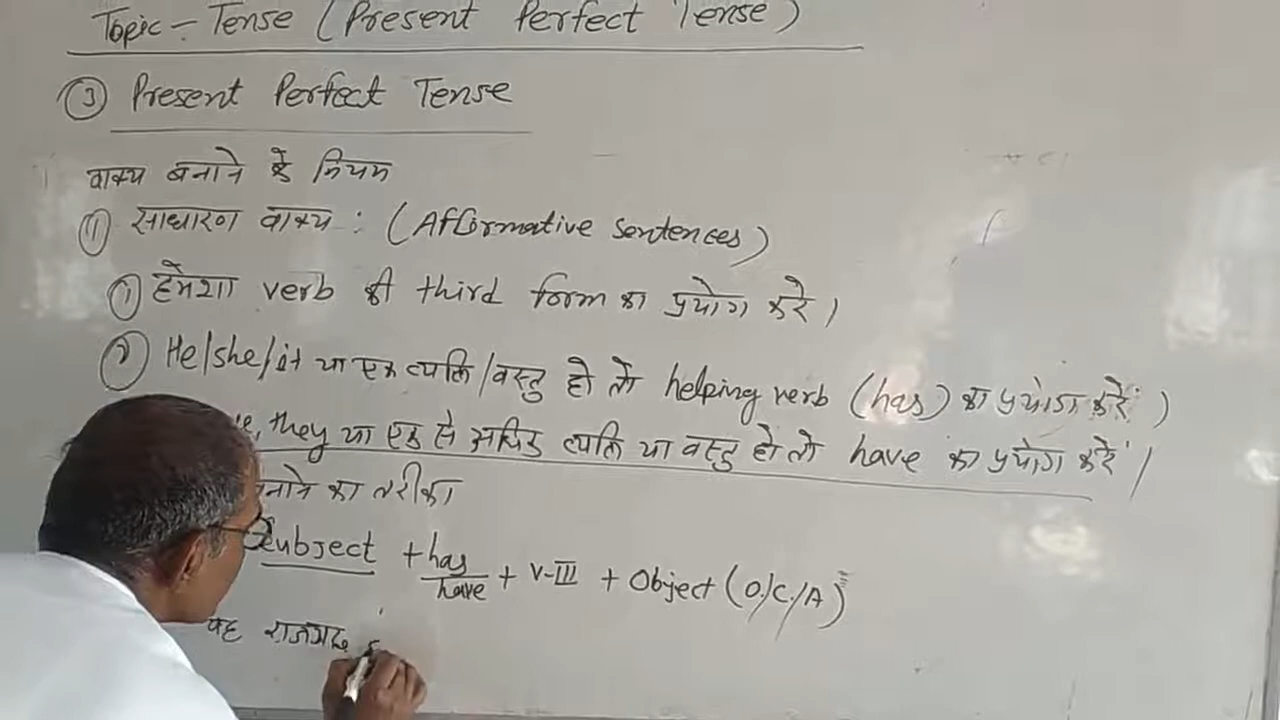 Topic - Tense (Present Perfect Tense)
③ Present Perfect Tense
वाक्य बनाने के नियम
(1) साधारण वाक्य : (Affirmative Sentences)
① हमेशा verb की third form का प्रयोग करे।
② He/she/it या एक व्यक्ति/वस्तु हो तो helping verb (has) का प्रयोग करें)
they या एक से अधिक व्यक्ति या वस्तु हो तो have का प्रयोग करें।
का तरीका
Subject + has/have + V-III + Object (O./C./A)
वह राजगढ़